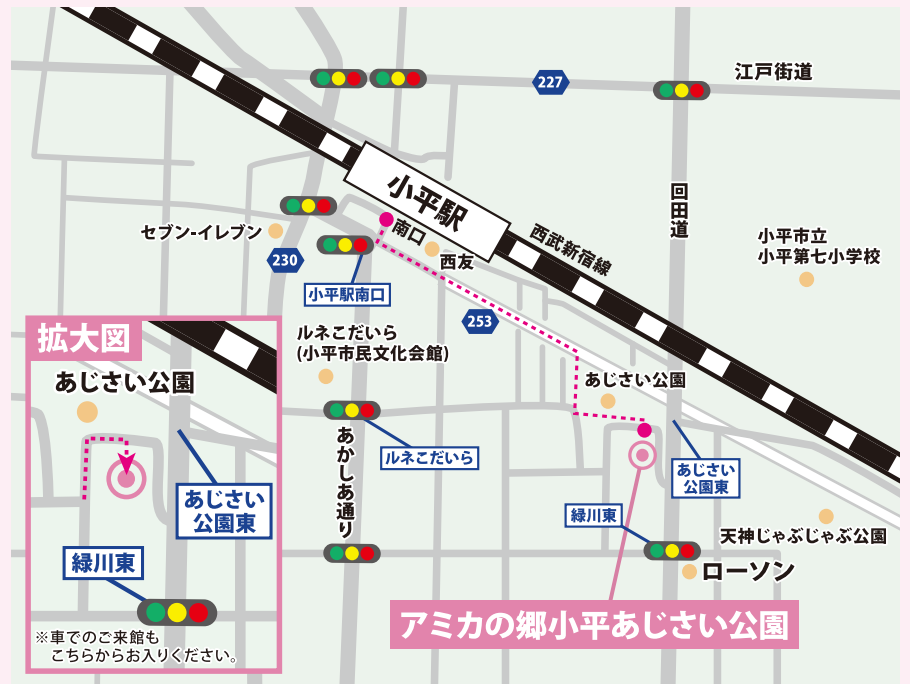 江戸街道
227
小平駅
回田道
南口
西武新宿線
セブン-イレブン
西友
小平市立
小平第七小学校
230
小平駅南口
253
ルネこだいら
(小平市民文化会館)
拡大図
あじさい公園
あじさい公園
あかしあ通り
ルネこだいら
あじさい
公園東
あじさい
公園東
緑川東
天神じゃぶじゃぶ公園
緑川東
ローソン
アミカの郷小平あじさい公園
※車でのご来館も
こちらからお入りください。